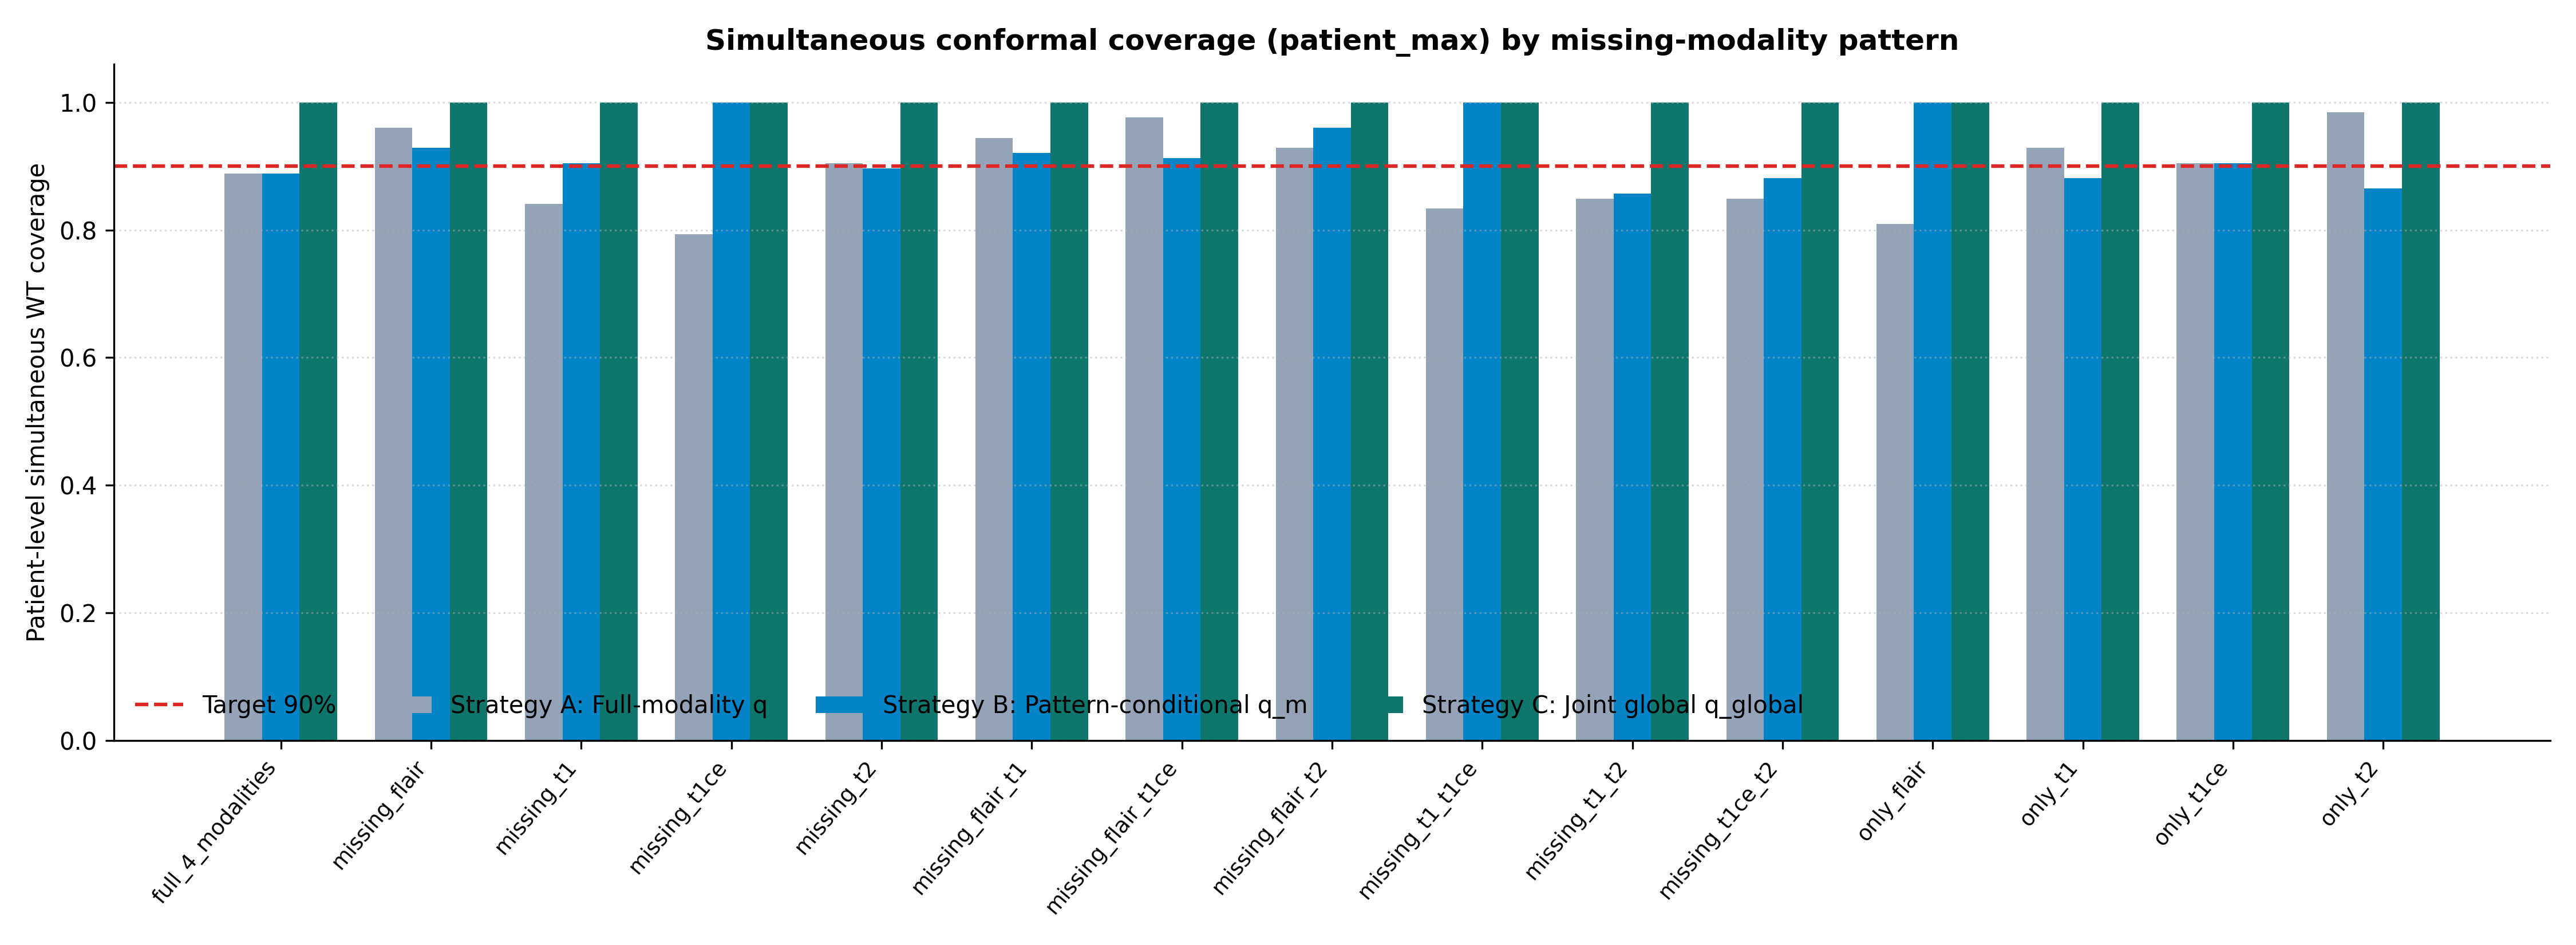 Simultaneous conformal coverage (patient_max) by missing-modality pattern
Patient-level simultaneous WT coverage
1.0
0.8
0.6
0.4
0.2
0.0
Target 90%
Strategy A: Full-modality q
Strategy B: Pattern-conditional q_m
Strategy C: Joint global q_global
full_4_modalities
missing_flair
missing_t1
missing_t1ce
missing_t2
missing_flair_t1
missing_flair_t1ce
missing_flair_t2
missing_t1_t1ce
missing_t1_t2
missing_t1ce_t2
only_flair
only_t1
only_t1ce
only_t2